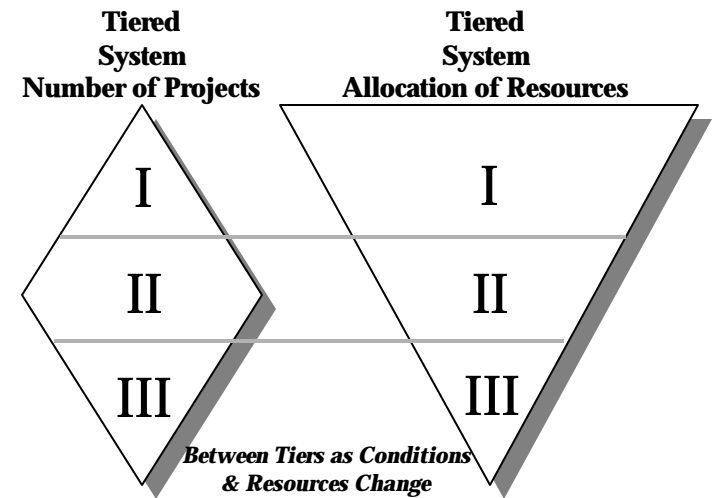 Tiered
System
Number of Projects
Tiered
System
Allocation of Resources
I
I
II
II
III
III
Between Tiers as Conditions
& Resources Change